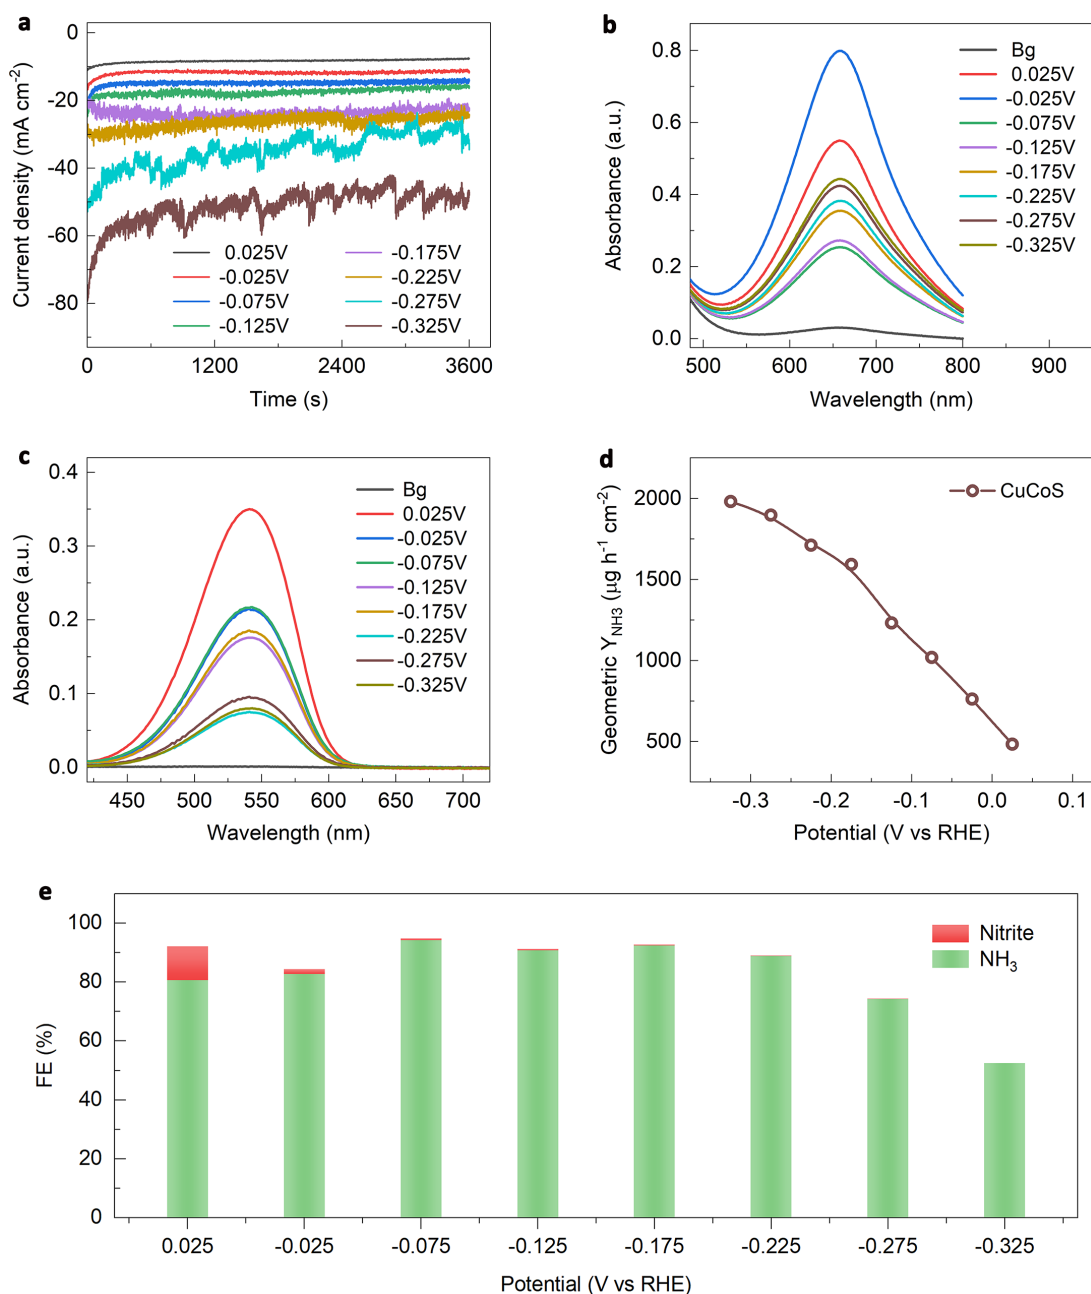 a
0
-20
-40
-60
-80
Current density (mA cm-2)
0.025V
-0.025V
-0.075V
-0.125V
-0.175V
-0.225V
-0.275V
-0.325V
0
1200
2400
3600
Time (s)
b
0.8
0.6
0.4
0.2
0.0
Absorbance (a.u.)
Bg
0.025V
-0.025V
-0.075V
-0.125V
-0.175V
-0.225V
-0.275V
-0.325V
500
600
700
800
900
Wavelength (nm)
c
0.4
0.3
0.2
0.1
0.0
Absorbance (a.u.)
Bg
0.025V
-0.025V
-0.075V
-0.125V
-0.175V
-0.225V
-0.275V
-0.325V
450
500
550
600
650
700
Wavelength (nm)
d
2000
1500
1000
500
Geometric YNH3 (μg h-1 cm-2)
CuCoS
-0.3
-0.2
-0.1
0.0
0.1
Potential (V vs RHE)
e
100
80
60
40
20
0
FE (%)
Nitrite
NH3
0.025
-0.025
-0.075
-0.125
-0.175
-0.225
-0.275
-0.325
Potential (V vs RHE)